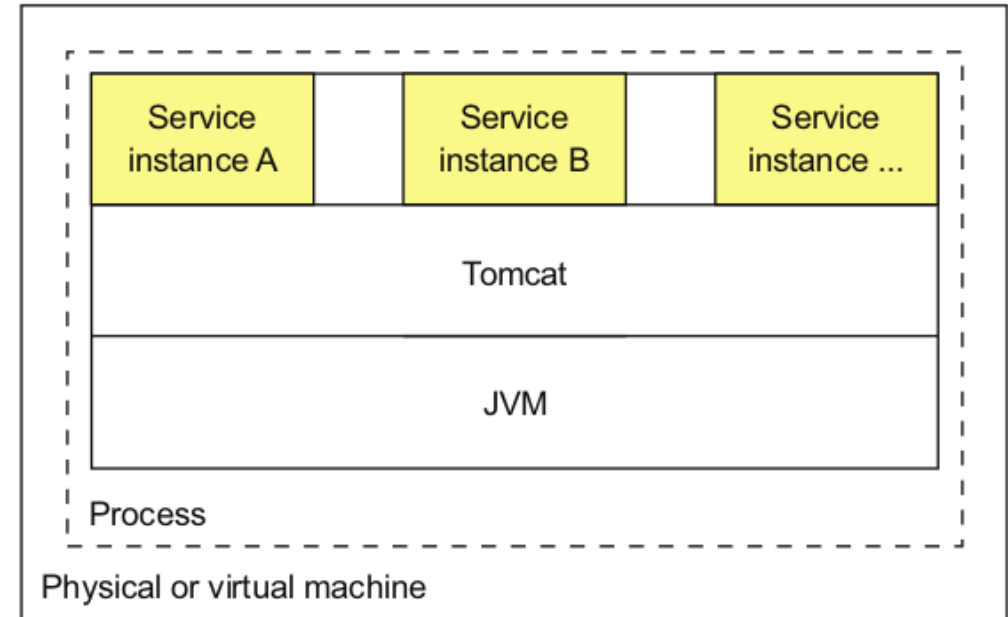 Service
instance A
Service
instance B
Service
instance ...
Tomcat
JVM
Process
Physical or virtual machine